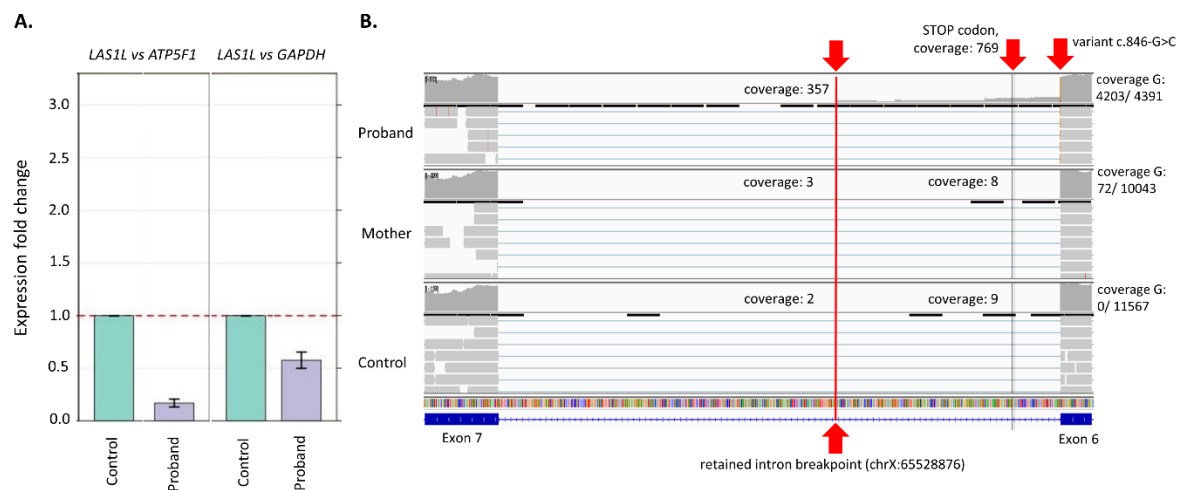 A.
LAS1L vs ATP5F1
LAS1L vs GAPDH
Expression fold change
3.0
2.5
2.0
1.5
1.0
0.5
0.0
Control
Proband
Control
Proband
B.
STOP codon,
coverage: 769
variant c.846-G>C
coverage: 357
coverage G:
4203/ 4391
Proband
coverage: 3
coverage: 8
coverage G:
72/ 10043
Mother
coverage: 2
coverage: 9
coverage G:
0/ 11567
Control
Exon 7
Exon 6
retained intron breakpoint (chrX:65528876)